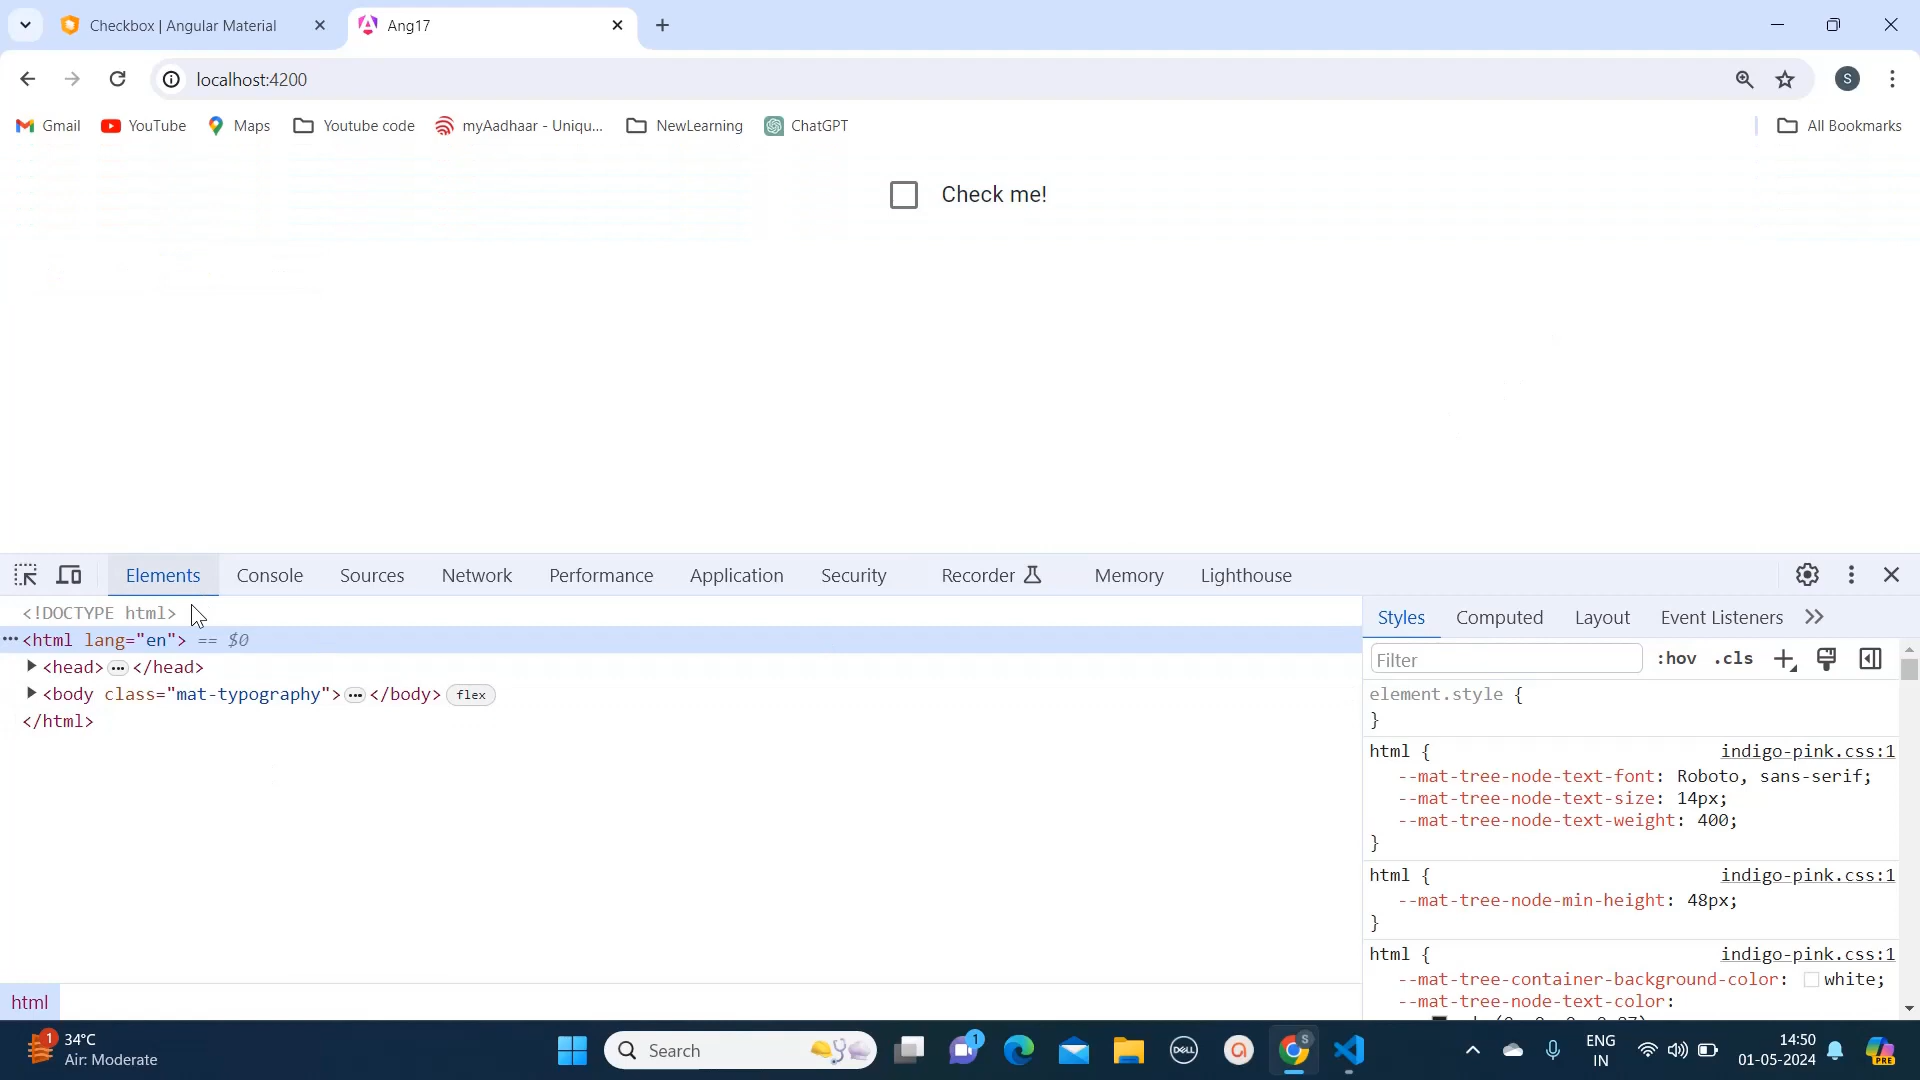 Checkbox | Angular Material
Ang17
localhost:4200
S
Gmail
YouTube
Maps
Youtube code
myAadhaar - Uniqu...
NewLearning
ChatGPT
All Bookmarks
Check me!
Elements
Console
Sources
Network
Performance
Application
Security
Recorder
Memory
Lighthouse
<!DOCTYPE html>
<html lang="en"> == $0
<head> ··· </head>
<body class="mat-typography"> ··· </body> flex
</html>
html
Styles
Computed
Layout
Event Listeners
Filter
:hov
.cls
element.style {
}
html {
indigo-pink.css:1
--mat-tree-node-text-font: Roboto, sans-serif;
--mat-tree-node-text-size: 14px;
--mat-tree-node-text-weight: 400;
}
html {
indigo-pink.css:1
--mat-tree-node-min-height: 48px;
}
html {
indigo-pink.css:1
--mat-tree-container-background-color: white;
--mat-tree-node-text-color:
1
34°C
Air: Moderate
Search
1
DELL
S
ENG
IN
14:50
01-05-2024
PRE